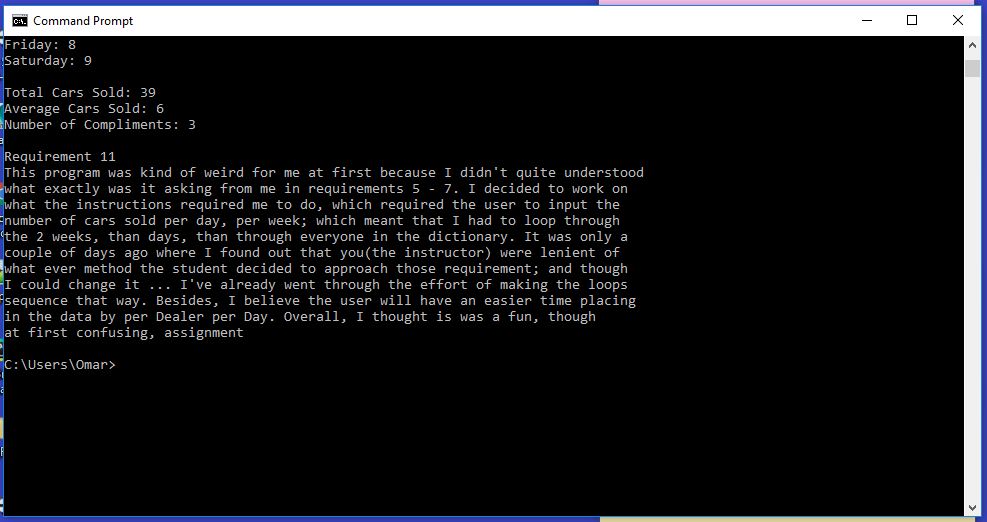 Command Prompt
Friday: 8
Saturday: 9
Total Cars Sold: 39
Average Cars Sold: 6
Number of Compliments: 3
Requirement 11
This program was kind of weird for me at first because I didn't quite understood
what exactly was it asking from me in requirements 5 - 7. I decided to work on
what the instructions required me to do, which required the user to input the
number of cars sold per day, per week; which meant that I had to loop through
the 2 weeks, than days, than through everyone in the dictionary. It was only a
couple of days ago where I found out that you(the instructor) were lenient of
what ever method the student decided to approach those requirement; and though
I could change it ... I've already went through the effort of making the loops
sequence that way. Besides, I believe the user will have an easier time placing
in the data by per Dealer per Day. Overall, I thought is was a fun, though
at first confusing, assignment
C:\Users\Omar>